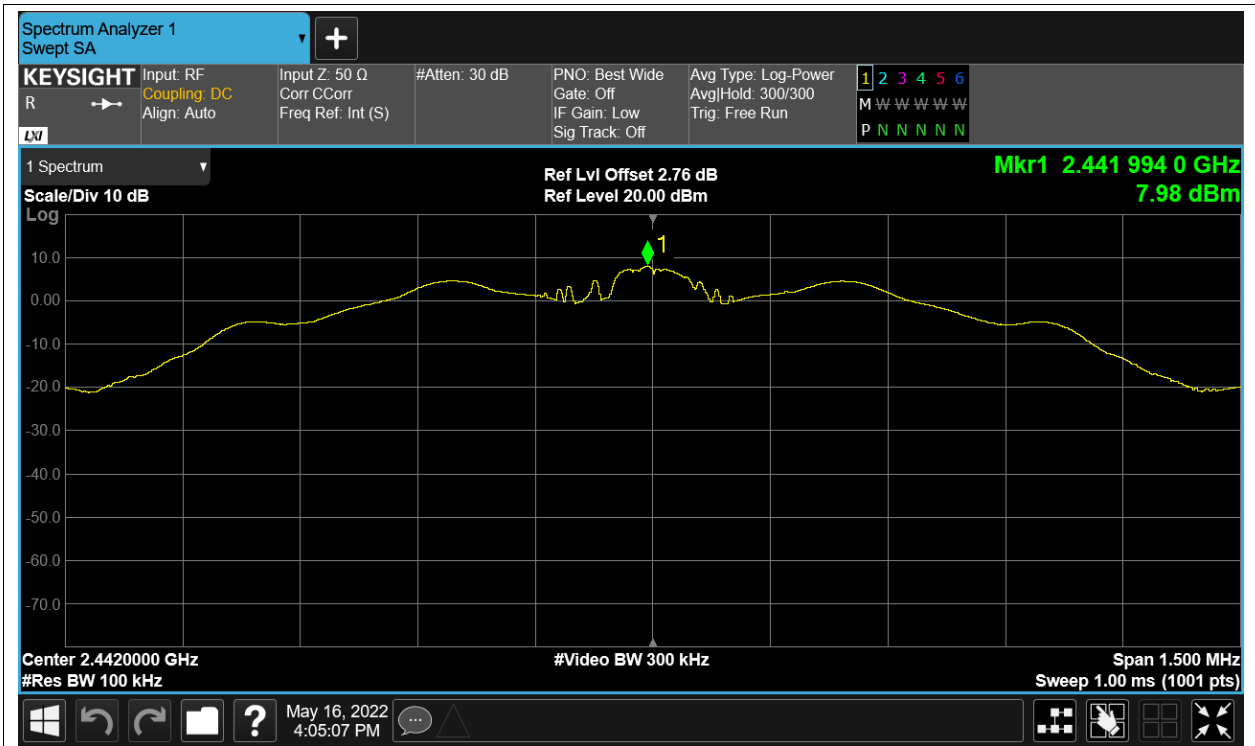 Spectrum Analyzer 1
Swept SA
KEYSIGHT
R
LXI
Input: RF
Coupling: DC
Align: Auto
Input Z: 50 Ω
Corr CCorr
Freq Ref: Int (S)
#Atten: 30 dB
PNO: Best Wide
Gate: Off
IF Gain: Low
Sig Track: Off
Avg Type: Log-Power
Avg|Hold: 300/300
Trig: Free Run
1 2 3 4 5 6
M W W W W W
P N N N N N
1 Spectrum
Scale/Div 10 dB
Log
Ref Lvl Offset 2.76 dB
Ref Level 20.00 dBm
Mkr1 2.441 994 0 GHz
7.98 dBm
1
10.0
0.00
-10.0
-20.0
-30.0
-40.0
-50.0
-60.0
-70.0
Center 2.4420000 GHz
#Res BW 100 kHz
#Video BW 300 kHz
Span 1.500 MHz
Sweep 1.00 ms (1001 pts)
?
May 16, 2022
4:05:07 PM